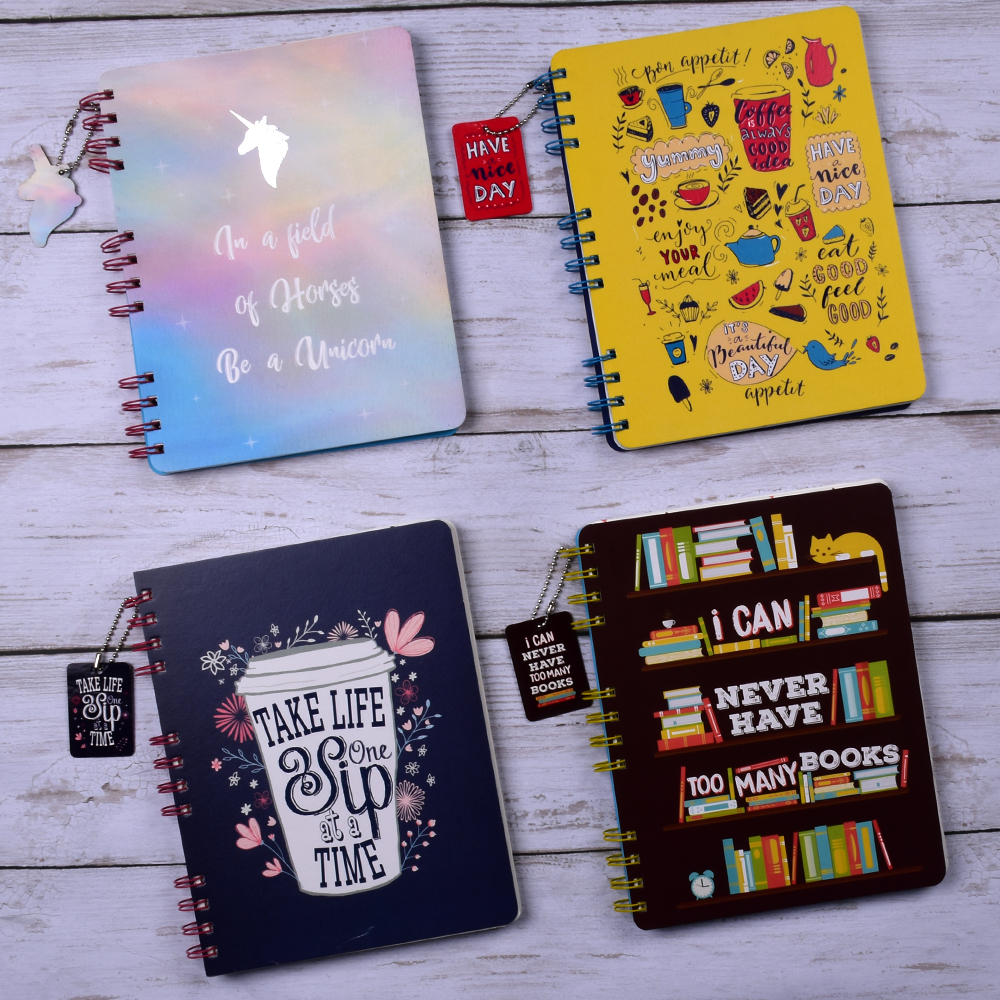 In a field
of Horses
Be a Unicorn
HAVE
a nice
DAY
Bon appetit!
Coffee
is
always
GOOD
idea
yummy
HAVE
a
nice
DAY
enjoy
YOUR
meal
eat
GOOD
feel
GOOD
IT'S
a
Beautiful
DAY
appetit
TAKE LIFE
One
Sip
at a
TIME
TAKE LIFE
One
Sip
at a
TIME
i CAN
NEVER
HAVE
TOO MANY
BOOKS
i CAN
NEVER
HAVE
TOO MANY BOOKS